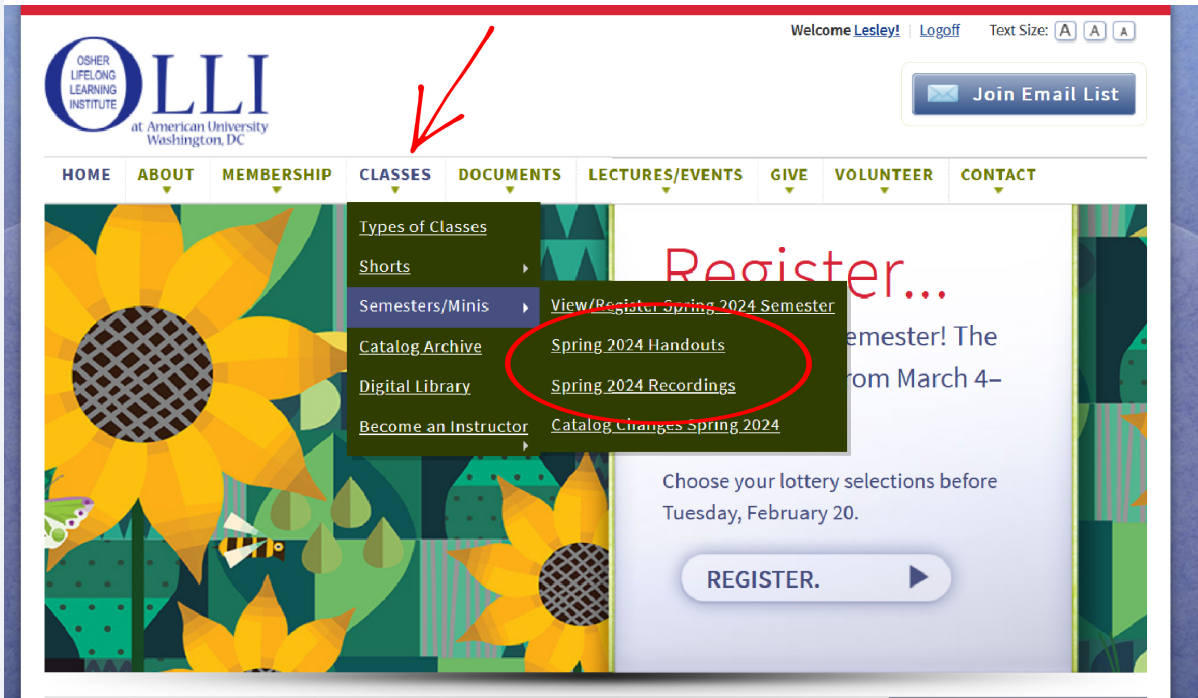 Welcome Lesley! | Logoff Text Size: A A A
OSHER
LIFELONG
LEARNING
INSTITUTE
OLLI
at American University
Washington, DC
Join Email List
HOME ABOUT MEMBERSHIP CLASSES DOCUMENTS LECTURES/EVENTS GIVE VOLUNTEER CONTACT
Types of Classes
Shorts
Semesters/Minis
Catalog Archive
Digital Library
Become an Instructor
View/Register Spring 2024 Semester
Spring 2024 Handouts
Spring 2024 Recordings
Catalog Changes Spring 2024
Register...
emester! The
rom March 4–
Choose your lottery selections before
Tuesday, February 20.
REGISTER.